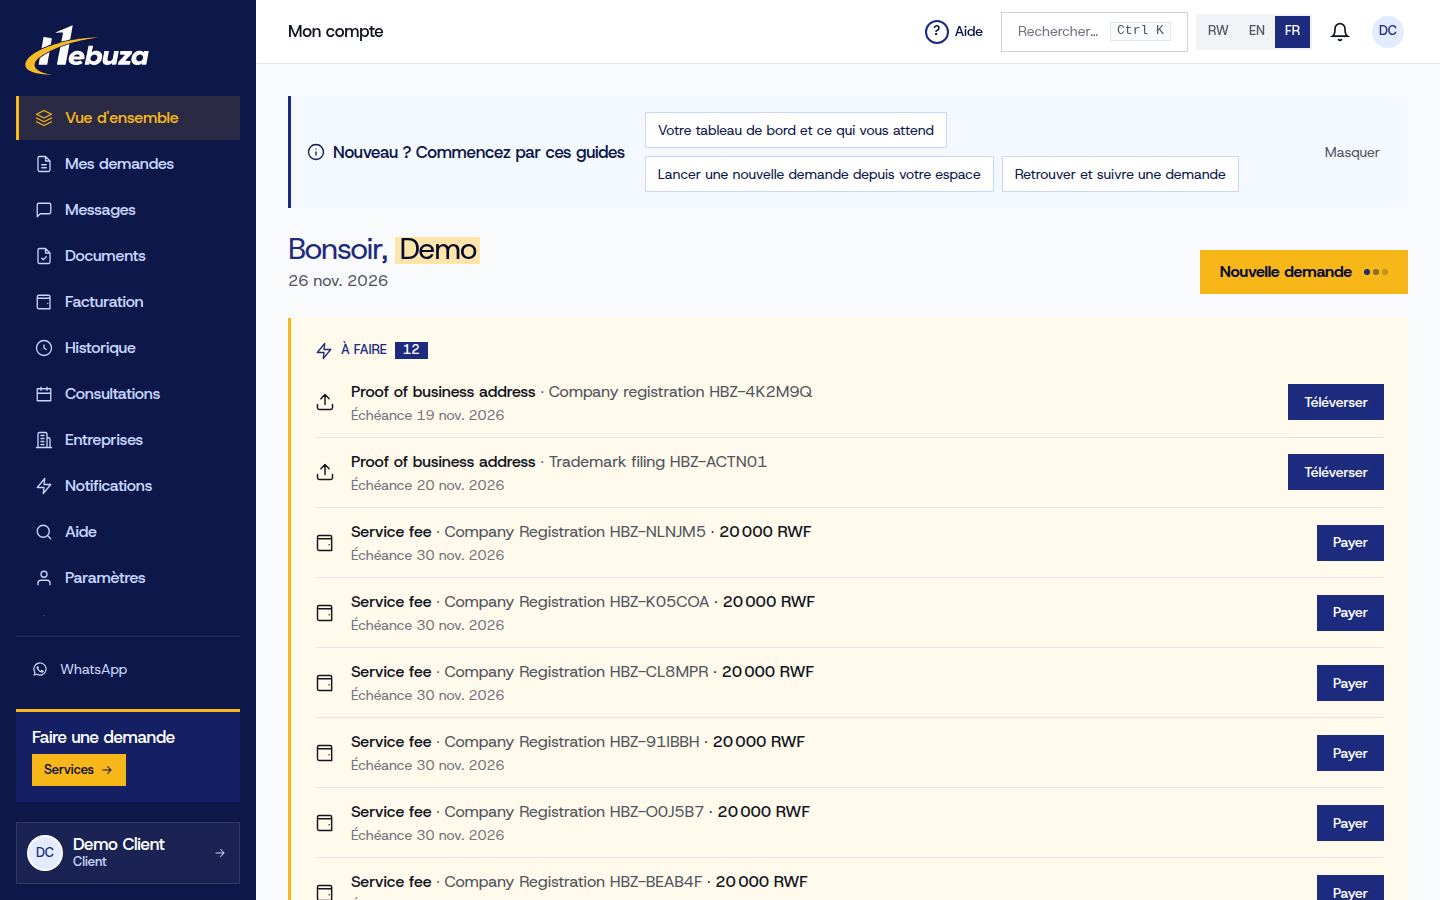 Hebuza
Vue d'ensemble
Mes demandes
Messages
Documents
Facturation
Historique
Consultations
Entreprises
Notifications
Aide
Paramètres
WhatsApp
Faire une demande
Services →
DC
Demo Client
Client
→
Mon compte
? Aide
Rechercher... Ctrl K
RW EN FR
DC
Nouveau ? Commencez par ces guides
Votre tableau de bord et ce qui vous attend
Lancer une nouvelle demande depuis votre espace
Retrouver et suivre une demande
Masquer
Bonsoir, Demo
26 nov. 2026
Nouvelle demande
À FAIRE 12
Proof of business address · Company registration HBZ-4K2M9Q
Échéance 19 nov. 2026
Téléverser
Proof of business address · Trademark filing HBZ-ACTN01
Échéance 20 nov. 2026
Téléverser
Service fee · Company Registration HBZ-NLNJM5 · 20 000 RWF
Échéance 30 nov. 2026
Payer
Service fee · Company Registration HBZ-K05COA · 20 000 RWF
Échéance 30 nov. 2026
Payer
Service fee · Company Registration HBZ-CL8MPR · 20 000 RWF
Échéance 30 nov. 2026
Payer
Service fee · Company Registration HBZ-91IBBH · 20 000 RWF
Échéance 30 nov. 2026
Payer
Service fee · Company Registration HBZ-O0J5B7 · 20 000 RWF
Échéance 30 nov. 2026
Payer
Service fee · Company Registration HBZ-BEAB4F · 20 000 RWF
Payer